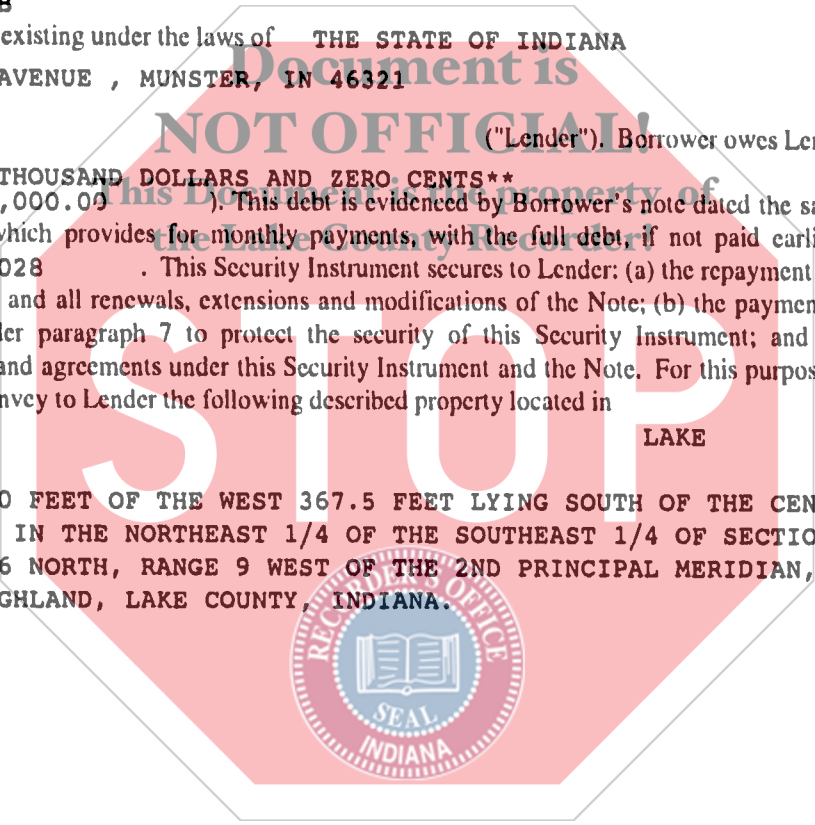 existing under the laws of THE STATE OF INDIANA
AVENUE , MUNSTER, IN 46321
Document is
NOT OFFICIAL!
("Lender"). Borrower owes Len
THOUSAND DOLLARS AND ZERO CENTS**
This Document is the property of
,000.00 ). This debt is evidenced by Borrower's note dated the sa
which provides for monthly payments, with the full debt, if not paid earli
the Lake County Recorder!
028 . This Security Instrument secures to Lender: (a) the repayment
and all renewals, extensions and modifications of the Note; (b) the paymen
er paragraph 7 to protect the security of this Security Instrument; and
and agreements under this Security Instrument and the Note. For this purpos
nvey to Lender the following described property located in
LAKE
STOP
0 FEET OF THE WEST 367.5 FEET LYING SOUTH OF THE CEN
IN THE NORTHEAST 1/4 OF THE SOUTHEAST 1/4 OF SECTIO
6 NORTH, RANGE 9 WEST OF THE 2ND PRINCIPAL MERIDIAN,
GHLAND, LAKE COUNTY, INDIANA.
RECORDER'S OFFICE
SEAL
INDIANA